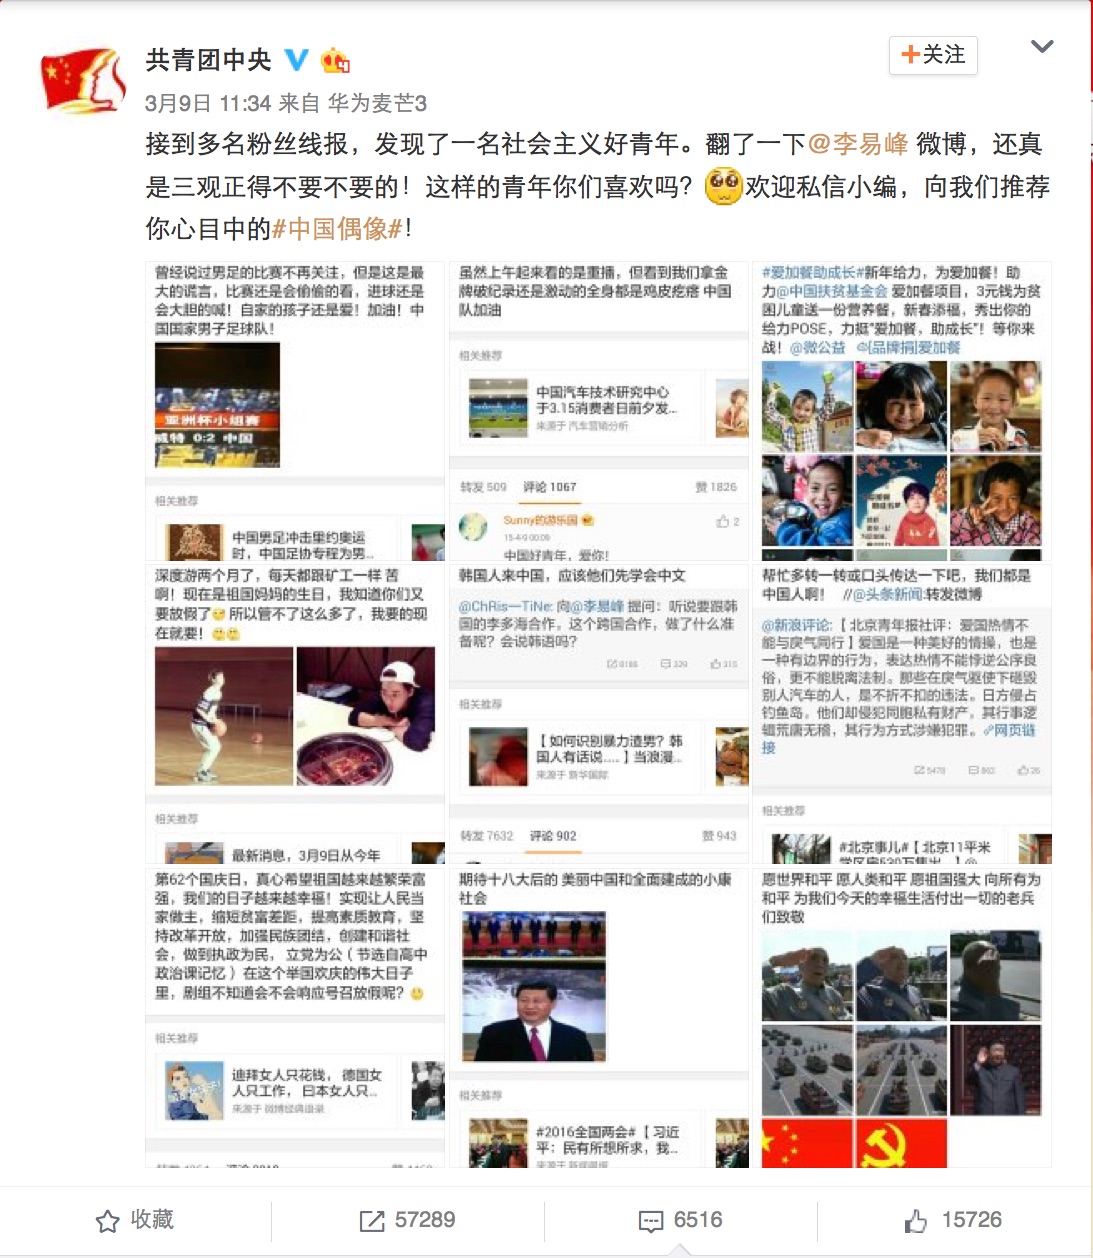 共青团中央
+关注
3月9日 11:34 来自 华为麦芒3
接到多名粉丝线报，发现了一名社会主义好青年。翻了一下@李易峰 微博，还真
是三观正得不要不要的！这样的青年你们喜欢吗？欢迎私信小编，向我们推荐
你心目中的#中国偶像#！
曾经说过男足的比赛不再关注，但是这是最
大的谎言，比赛还是会偷偷的看，进球还是
会大胆的喊！自家的孩子还是爱！加油！中
国国家男子足球队！
亚洲杯小组赛
威特 0:2 中国
相关推荐
中国男足冲击里约奥运
时，中国足协专程为男...
虽然上午起来看的是重播，但看到我们拿金
牌破纪录还是激动的全身都是鸡皮疙瘩 中国
队加油
相关推荐
中国汽车技术研究中心
于3.15消费者日前夕发...
来源于 汽车营销分析
转发 509 评论 1067 赞 1826
Sunny的游乐园
2
15-4-9 00:09
中国好青年，爱你！
#爱加餐助成长#新年给力，为爱加餐！助
力@中国扶贫基金会 爱加餐项目，3元钱为贫
困儿童送一份营养餐，新春添福，秀出你的
给力POSE，力挺"爱加餐，助成长"！等你来
战！@微公益 [品牌捐]爱加餐
深度游两个月了，每天都跟矿工一样 苦
啊！现在是祖国妈妈的生日，我知道你们又
要放假了 所以管不了这么多了，我要的现
在就要！
相关推荐
最新消息，3月9日从今年
韩国人来中国，应该他们先学会中文
@ChRis一TiNe: 向@李易峰 提问：听说要跟韩
国的李多海合作，这个跨国合作，做了什么准
备呢？会说韩语吗？
6186 329 315
相关推荐
【如何识别暴力渣男？韩
国人有话说.....】当浪漫...
来源于 新华国际
转发 7632 评论 902 赞 943
帮忙多转一转或口头传达一下吧，我们都是
中国人啊！ //@头条新闻:转发微博
@新浪评论:【北京青年报社评：爱国热情不
能与戾气同行】爱国是一种美好的情操，也是
一种有边界的行为，表达热情不能悖逆公序良
俗，更不能脱离法制。那些在戾气驱使下砸毁
别人汽车的人，是不折不扣的违法。日方侵占
钓鱼岛，他们却侵犯同胞私有财产，其行事逻
辑荒唐无稽，其行为方式涉嫌犯罪。网页链
接
5478 862 26
相关推荐
#北京事儿#【北京11平米
学区房530万售出...】@
第62个国庆日，真心希望祖国越来越繁荣富
强，我们的日子越来越幸福！实现让人民当
家做主，缩短贫富差距，提高素质教育，坚
持改革开放，加强民族团结，创建和谐社
会，做到执政为民，立党为公（节选自高中
政治课记忆）在这个举国欢庆的伟大日子
里，剧组不知道会不会响应号召放假呢？
相关推荐
迪拜女人只花钱，德国女
人只工作，日本女人只...
来源于 微博经典语录
期待十八大后的 美丽中国和全面建成的小康
社会
相关推荐
#2016全国两会#【习近
平：民有所想所求，我...
愿世界和平 愿人类和平 愿祖国强大 向所有为
和平 为我们今天的幸福生活付出一切的老兵
们致敬
收藏
57289
6516
15726